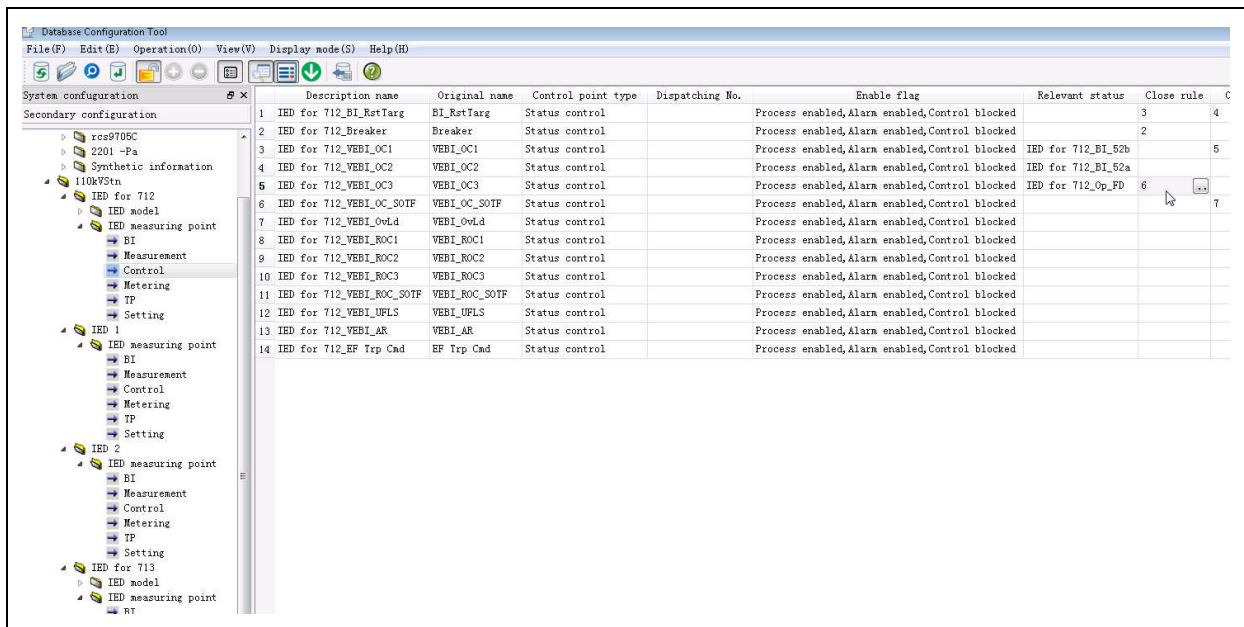 Database Configuration Tool
File(F) Edit(E) Operation(O) View(V) Display mode(S) Help(H)
System confuguration
Secondary configuration
rcs9705C
2201 -Pa
Synthetic information
110kVStn
IED for 712
IED model
IED measuring point
BI
Measurement
Control
Metering
TP
Setting
IED 1
IED measuring point
BI
Measurement
Control
Metering
TP
Setting
IED 2
IED measuring point
BI
Measurement
Control
Metering
TP
Setting
IED for 713
IED model
IED measuring point
BI
Description name Original name Control point type Dispatching No. Enable flag Relevant status Close rule
1 IED for 712_BI_RstTarg BI_RstTarg Status control Process enabled,Alarm enabled,Control blocked 3 4
2 IED for 712_Breaker Breaker Status control Process enabled,Alarm enabled,Control blocked 2
3 IED for 712_VEBI_OC1 VEBI_OC1 Status control Process enabled,Alarm enabled,Control blocked IED for 712_BI_52b 5
4 IED for 712_VEBI_OC2 VEBI_OC2 Status control Process enabled,Alarm enabled,Control blocked IED for 712_BI_52a
5 IED for 712_VEBI_OC3 VEBI_OC3 Status control Process enabled,Alarm enabled,Control blocked IED for 712_Op_FD 6 ..
6 IED for 712_VEBI_OC_SOTF VEBI_OC_SOTF Status control Process enabled,Alarm enabled,Control blocked 7
7 IED for 712_VEBI_OvLd VEBI_OvLd Status control Process enabled,Alarm enabled,Control blocked
8 IED for 712_VEBI_ROC1 VEBI_ROC1 Status control Process enabled,Alarm enabled,Control blocked
9 IED for 712_VEBI_ROC2 VEBI_ROC2 Status control Process enabled,Alarm enabled,Control blocked
10 IED for 712_VEBI_ROC3 VEBI_ROC3 Status control Process enabled,Alarm enabled,Control blocked
11 IED for 712_VEBI_ROC_SOTF VEBI_ROC_SOTF Status control Process enabled,Alarm enabled,Control blocked
12 IED for 712_VEBI_UFLS VEBI_UFLS Status control Process enabled,Alarm enabled,Control blocked
13 IED for 712_VEBI_AR VEBI_AR Status control Process enabled,Alarm enabled,Control blocked
14 IED for 712_EF Trp Cmd EF Trp Cmd Status control Process enabled,Alarm enabled,Control blocked